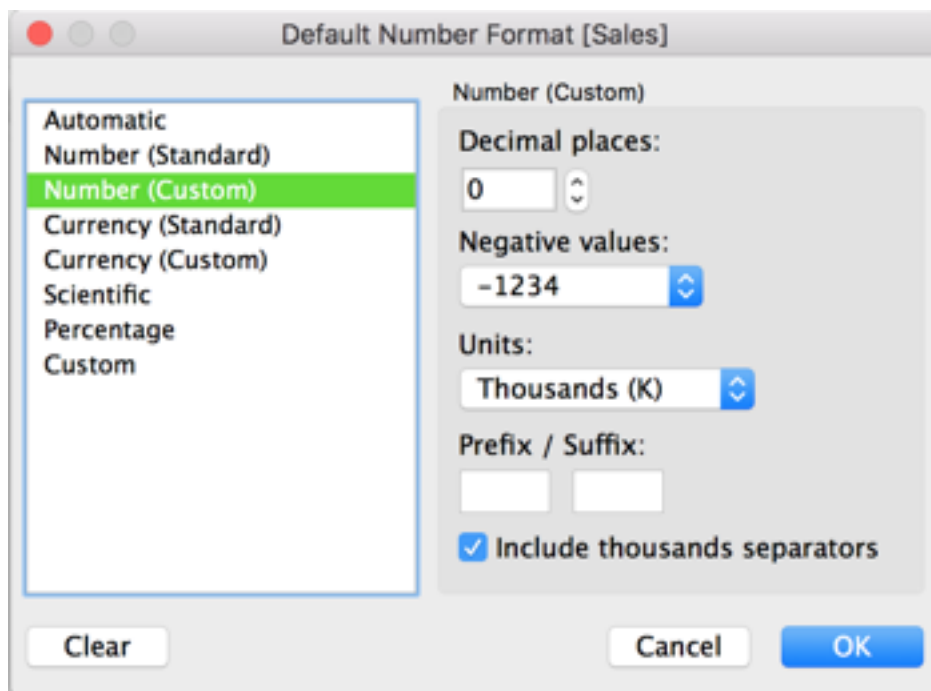 Default Number Format [Sales]
Automatic
Number (Standard)
Number (Custom)
Currency (Standard)
Currency (Custom)
Scientific
Percentage
Custom
Number (Custom)
Decimal places:
0
Negative values:
-1234
Units:
Thousands (K)
Prefix / Suffix:
Include thousands separators
Clear
Cancel
OK